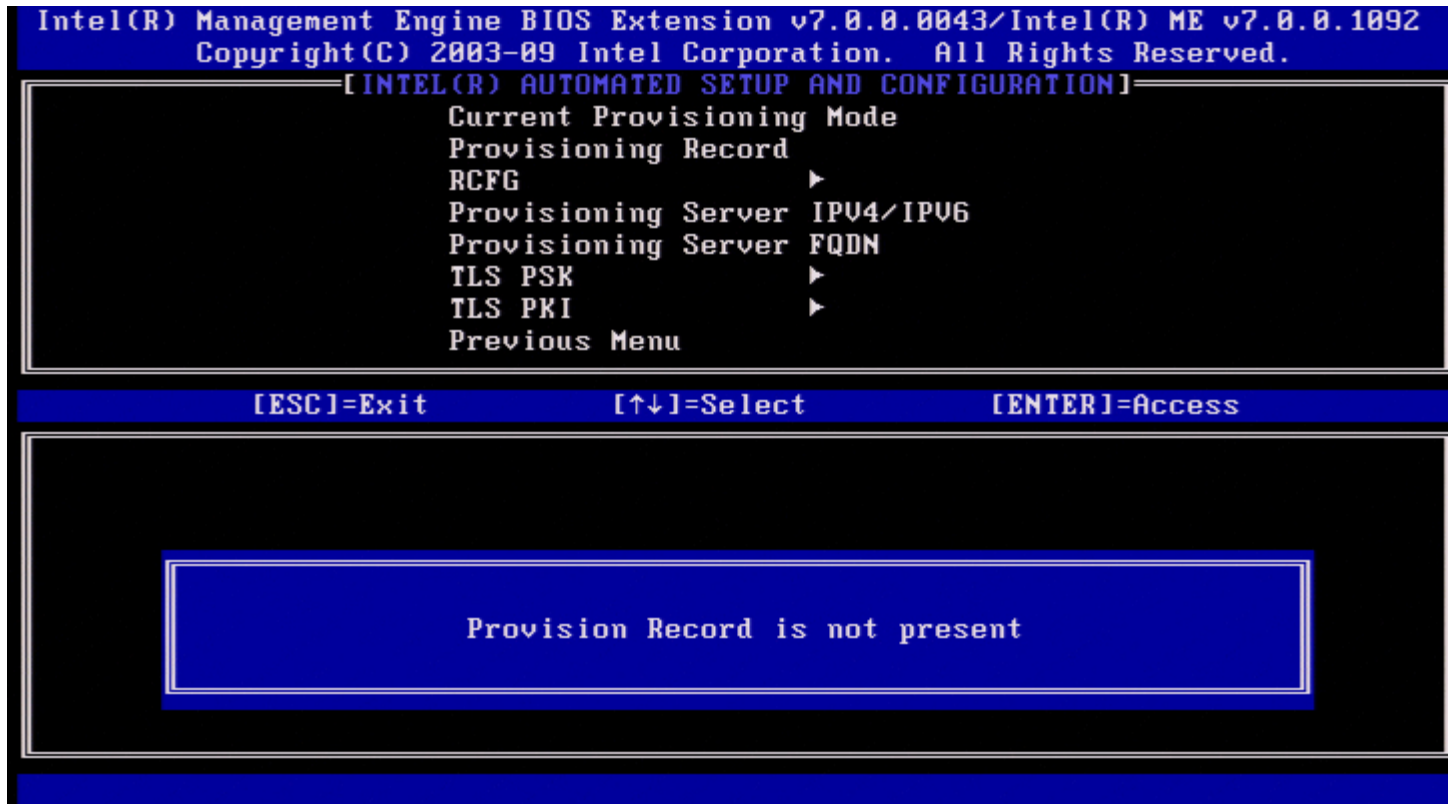 Intel(R) Management Engine BIOS Extension v7.0.0.0043/Intel(R) ME v7.0.0.1092
Copyright(C) 2003-09 Intel Corporation. All Rights Reserved.
[INTEL(R) AUTOMATED SETUP AND CONFIGURATION]
Current Provisioning Mode
Provisioning Record
RCFG ►
Provisioning Server IPV4/IPV6
Provisioning Server FQDN
TLS PSK ►
TLS PKI ►
Previous Menu
[ESC]=Exit [↑↓]=Select [ENTER]=Access
Provision Record is not present